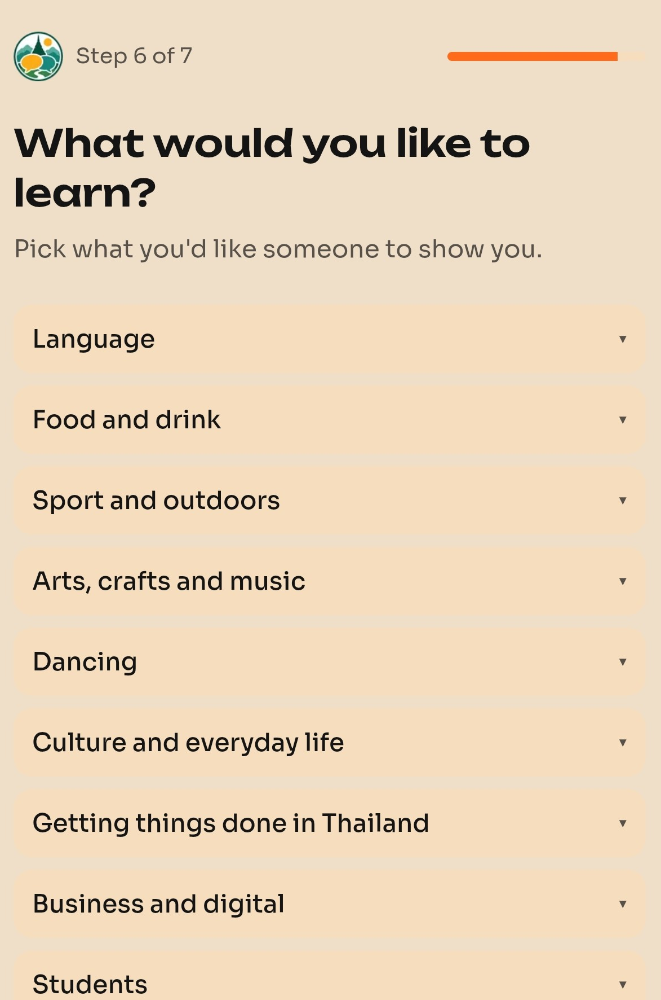 Step 6 of 7
What would you like to
learn?
Pick what you'd like someone to show you.
Language
Food and drink
Sport and outdoors
Arts, crafts and music
Dancing
Culture and everyday life
Getting things done in Thailand
Business and digital
Students